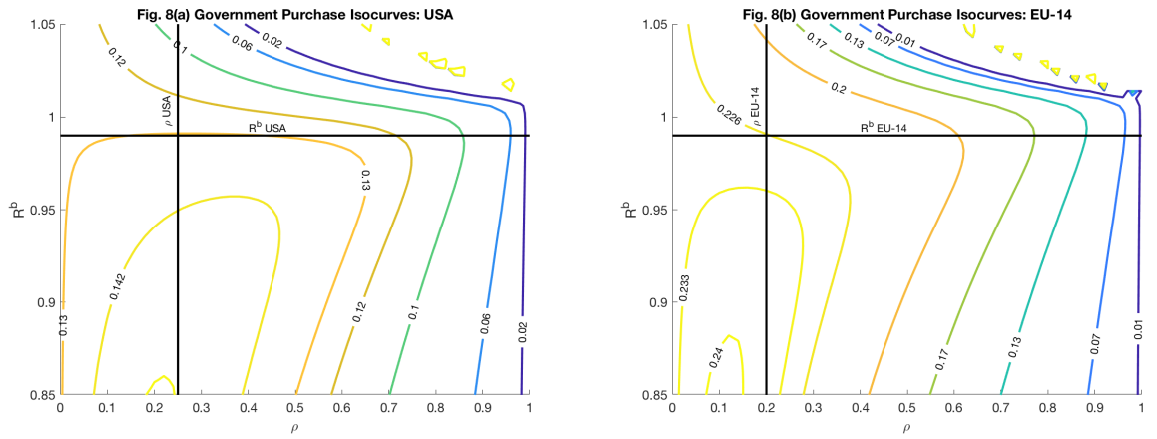 Fig. 8(a) Government Purchase Isocurves: USA
1.05
1
0.95
0.9
0.85
R^b
0 0.1 0.2 0.3 0.4 0.5 0.6 0.7 0.8 0.9 1
ρ
0.12
0.1
0.06
0.02
ρ USA
R^b USA
0.13
0.142
0.13
0.12
0.1
0.06
0.02
Fig. 8(b) Government Purchase Isocurves: EU-14
1.05
1
0.95
0.9
0.85
R^b
0 0.1 0.2 0.3 0.4 0.5 0.6 0.7 0.8 0.9 1
ρ
0.17
0.13
0.07
0.01
0.2
0.226
ρ EU-14
R^b EU-14
0.233
0.24
0.17
0.13
0.07
0.01